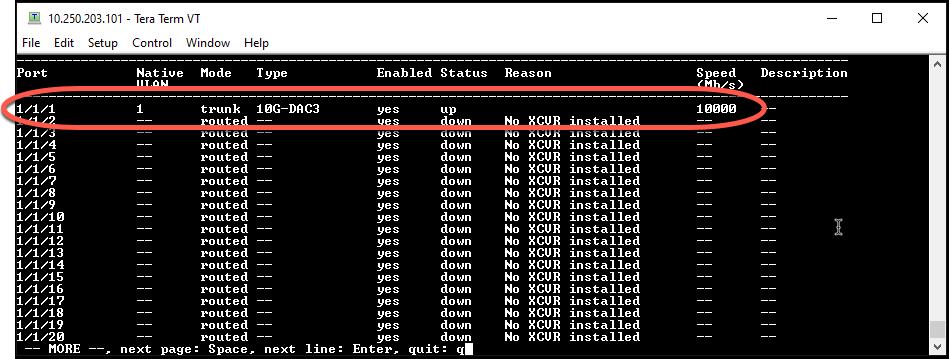 10.250.203.101 - Tera Term VT
File Edit Setup Control Window Help
--------------------------------------------------------------------------------------------------------
Port Native Mode Type Enabled Status Reason Speed Description
VLAN (Mb/s)
--------------------------------------------------------------------------------------------------------
1/1/1 1 trunk 10G-DAC3 yes up 10000 --
1/1/2 -- routed -- yes down No XCVR installed -- --
1/1/3 -- routed -- yes down No XCVR installed -- --
1/1/4 -- routed -- yes down No XCVR installed -- --
1/1/5 -- routed -- yes down No XCVR installed -- --
1/1/6 -- routed -- yes down No XCVR installed -- --
1/1/7 -- routed -- yes down No XCVR installed -- --
1/1/8 -- routed -- yes down No XCVR installed -- --
1/1/9 -- routed -- yes down No XCVR installed -- --
1/1/10 -- routed -- yes down No XCVR installed -- --
1/1/11 -- routed -- yes down No XCVR installed -- --
1/1/12 -- routed -- yes down No XCVR installed -- --
1/1/13 -- routed -- yes down No XCVR installed -- --
1/1/14 -- routed -- yes down No XCVR installed -- --
1/1/15 -- routed -- yes down No XCVR installed -- --
1/1/16 -- routed -- yes down No XCVR installed -- --
1/1/17 -- routed -- yes down No XCVR installed -- --
1/1/18 -- routed -- yes down No XCVR installed -- --
1/1/19 -- routed -- yes down No XCVR installed -- --
1/1/20 -- routed -- yes down No XCVR installed -- --
-- MORE --, next page: Space, next line: Enter, quit: q